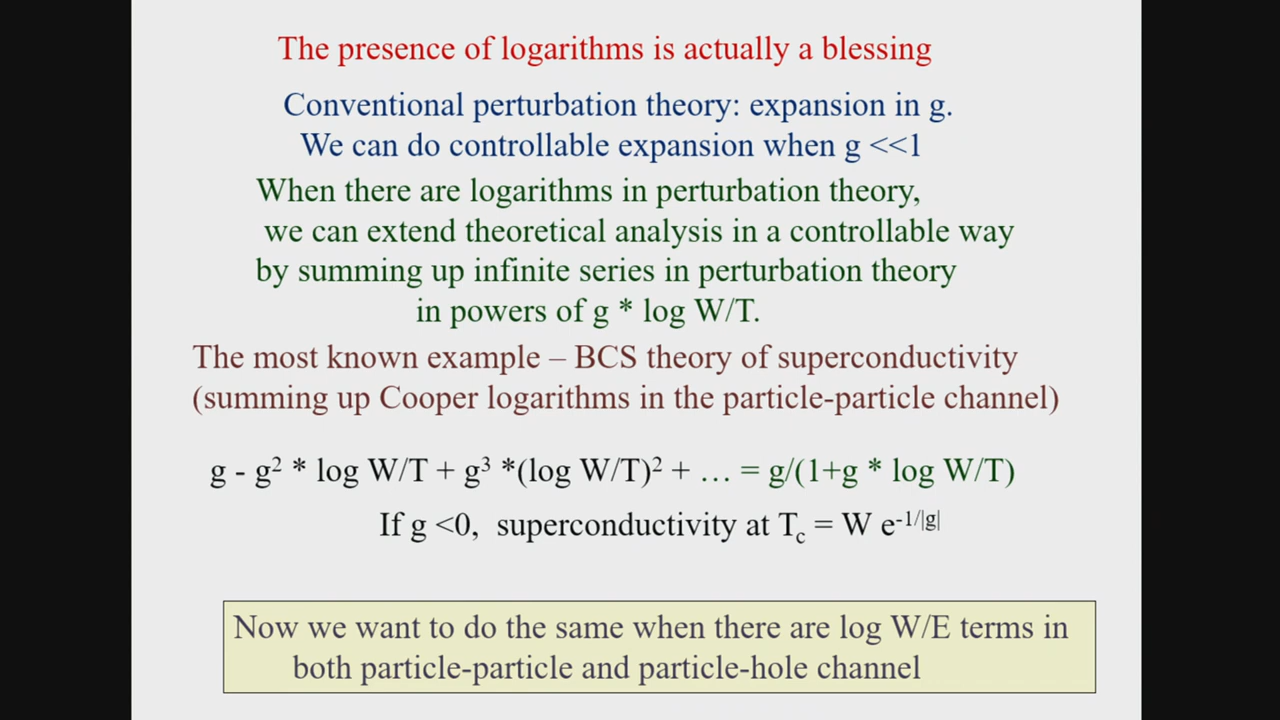 The presence of logarithms is actually a blessing
Conventional perturbation theory: expansion in g.
We can do controllable expansion when g <<1
When there are logarithms in perturbation theory,
we can extend theoretical analysis in a controllable way
by summing up infinite series in perturbation theory
in powers of g * log W/T.
The most known example – BCS theory of superconductivity
(summing up Cooper logarithms in the particle-particle channel)
g - g² * log W/T + g³ *(log W/T)² + … = g/(1+g * log W/T)
If g <0, superconductivity at T_c = W e^-1/|g|
Now we want to do the same when there are log W/E terms in
both particle-particle and particle-hole channel